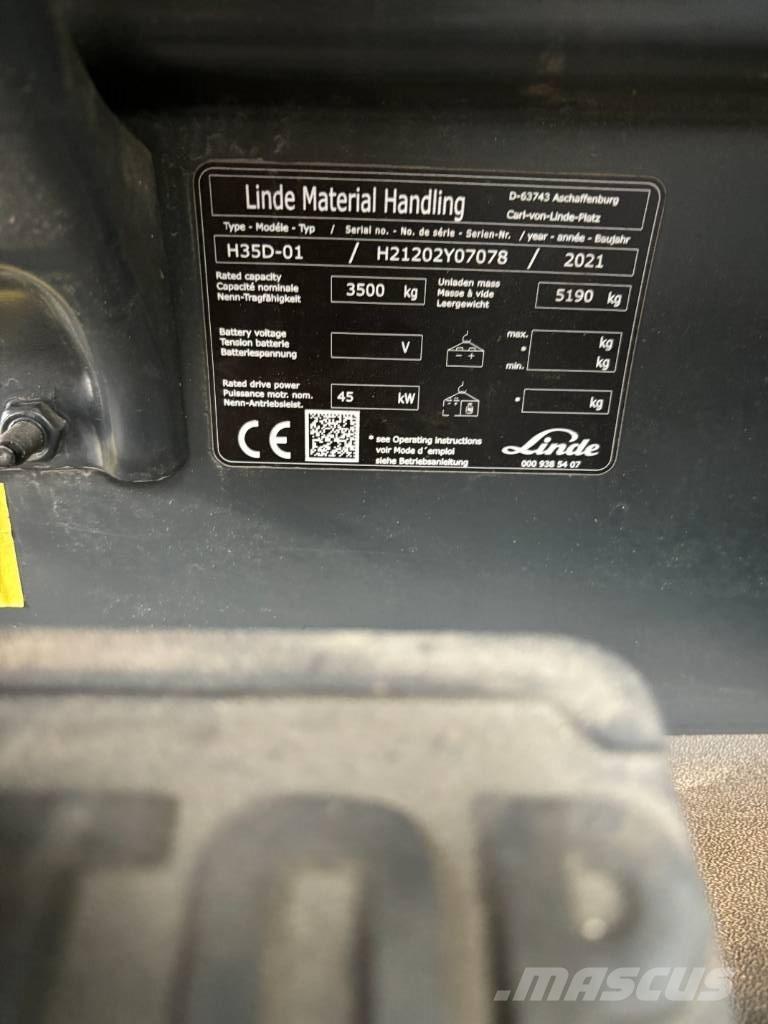 Linde Material Handling
D-63743 Aschaffenburg
Carl-von-Linde-Platz
Type - Modèle - Typ / Serial no. - No. de série - Serien-Nr. / year - année - Baujahr
H35D-01 / H21202Y07078 / 2021
Rated capacity
Capacité nominale
Nenn-Tragfähigkeit
3500 kg
Unladen mass
Masse à vide
Leergewicht
5190 kg
Battery voltage
Tension batterie
Batteriespannung
V
- +
max.
*
min.
kg
kg
Rated drive power
Puissance motr. nom.
Nenn-Antriebsleist.
45 kW
* kg
CE
* see Operating instructions
voir Mode d'emploi
siehe Betriebsanleitung
Linde
000 938 54 07
TOP
MASCUS